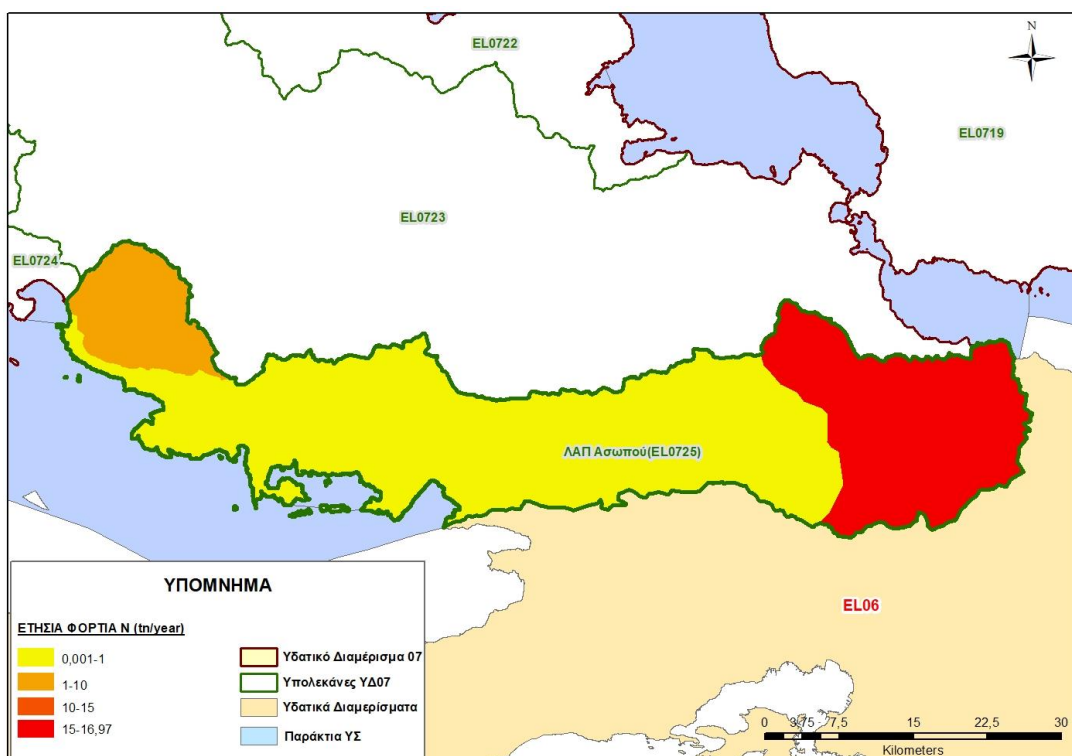 EL0722
N
EL0719
EL0723
EL0724
ΛΑΠ Ασωπού(EL0725)
EL06
ΥΠΟΜΝΗΜΑ
ΕΤΗΣΙΑ ΦΟΡΤΙΑ Ν (tn/year)
0,001-1
1-10
10-15
15-16,97
Υδατικό Διαμέρισμα 07
Υπολεκάνες ΥΔ07
Υδατικά Διαμερίσματα
Παράκτια ΥΣ
0 3,75 7,5 15 22,5 30
Kilometers